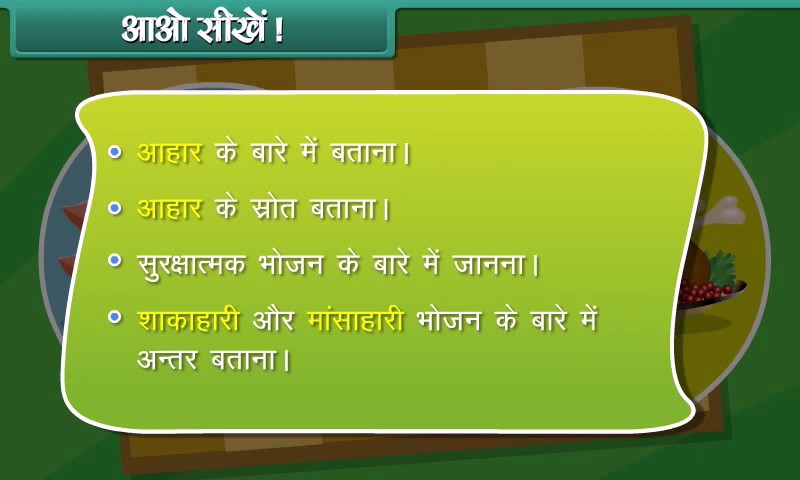 आओ सीखें!
आहार के बारे में बताना।
आहार के स्रोत बताना।
सुरक्षात्मक भोजन के बारे में जानना।
शाकाहारी और मांसाहारी भोजन के बारे में
अन्तर बताना।